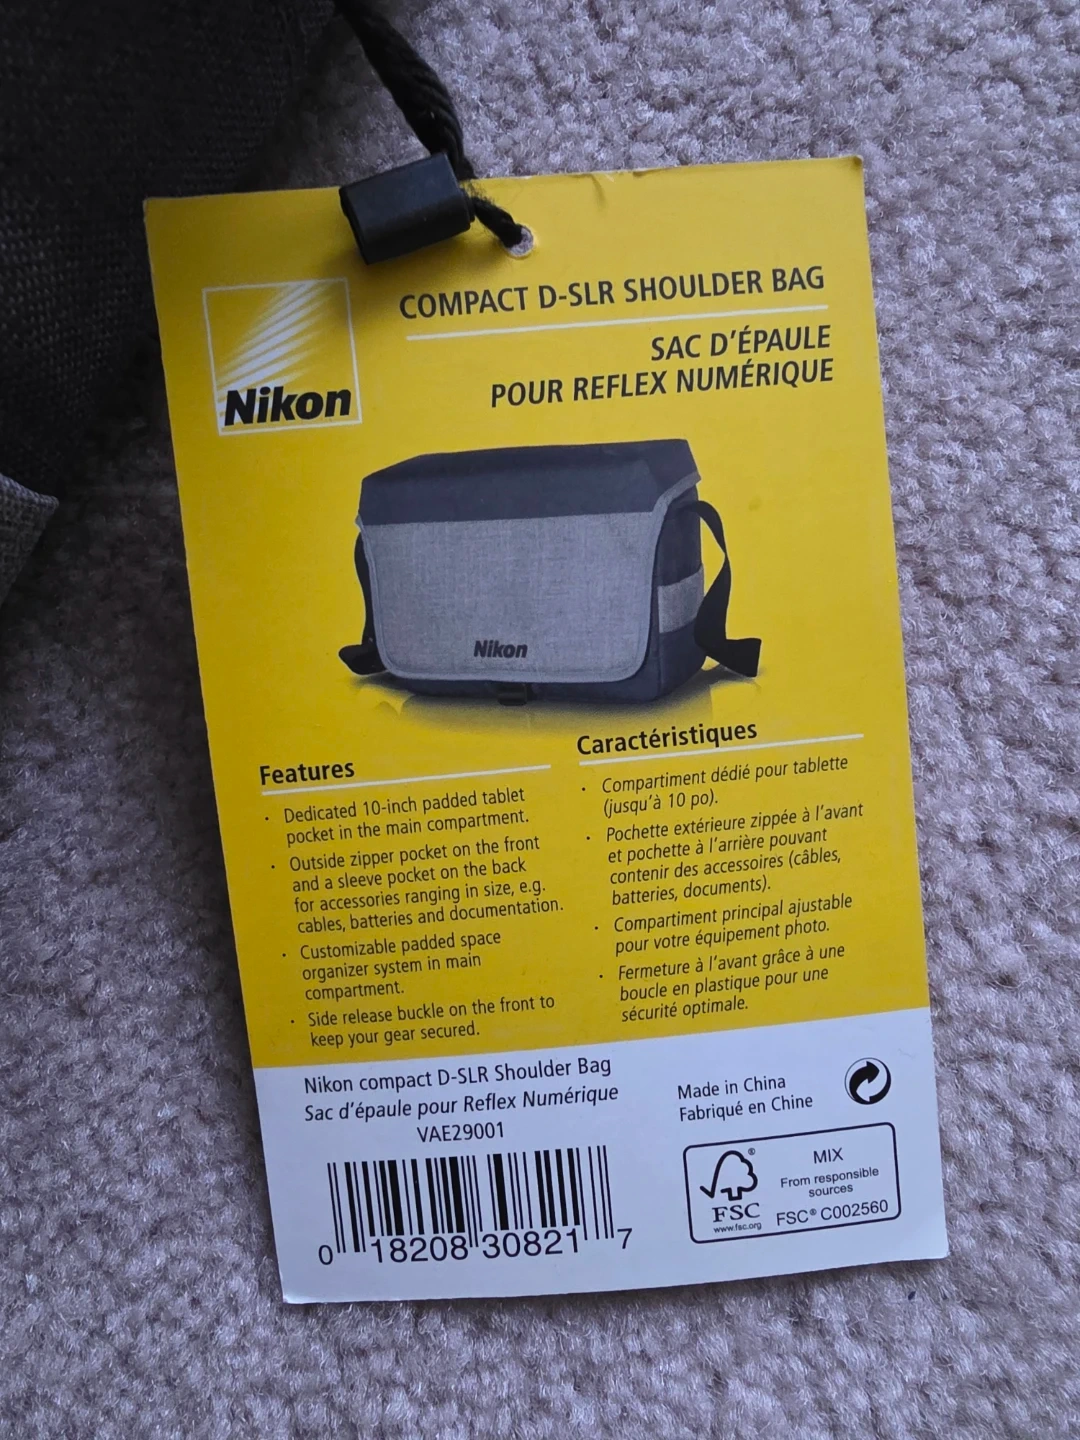 Nikon
COMPACT D-SLR SHOULDER BAG
SAC D'ÉPAULE
POUR REFLEX NUMÉRIQUE
Nikon
Features
· Dedicated 10-inch padded tablet
pocket in the main compartment.
· Outside zipper pocket on the front
and a sleeve pocket on the back
for accessories ranging in size, e.g.
cables, batteries and documentation.
· Customizable padded space
organizer system in main
compartment.
· Side release buckle on the front to
keep your gear secured.
Caractéristiques
· Compartiment dédié pour tablette
(jusqu'à 10 po).
· Pochette extérieure zippée à l'avant
et pochette à l'arrière pouvant
contenir des accessoires (câbles,
batteries, documents).
· Compartiment principal ajustable
pour votre équipement photo.
· Fermeture à l'avant grâce à une
boucle en plastique pour une
sécurité optimale.
Nikon compact D-SLR Shoulder Bag
Sac d'épaule pour Reflex Numérique
VAE29001
0 18208 30821 7
Made in China
Fabriqué en Chine
FSC
www.fsc.org
MIX
From responsible
sources
FSC® C002560